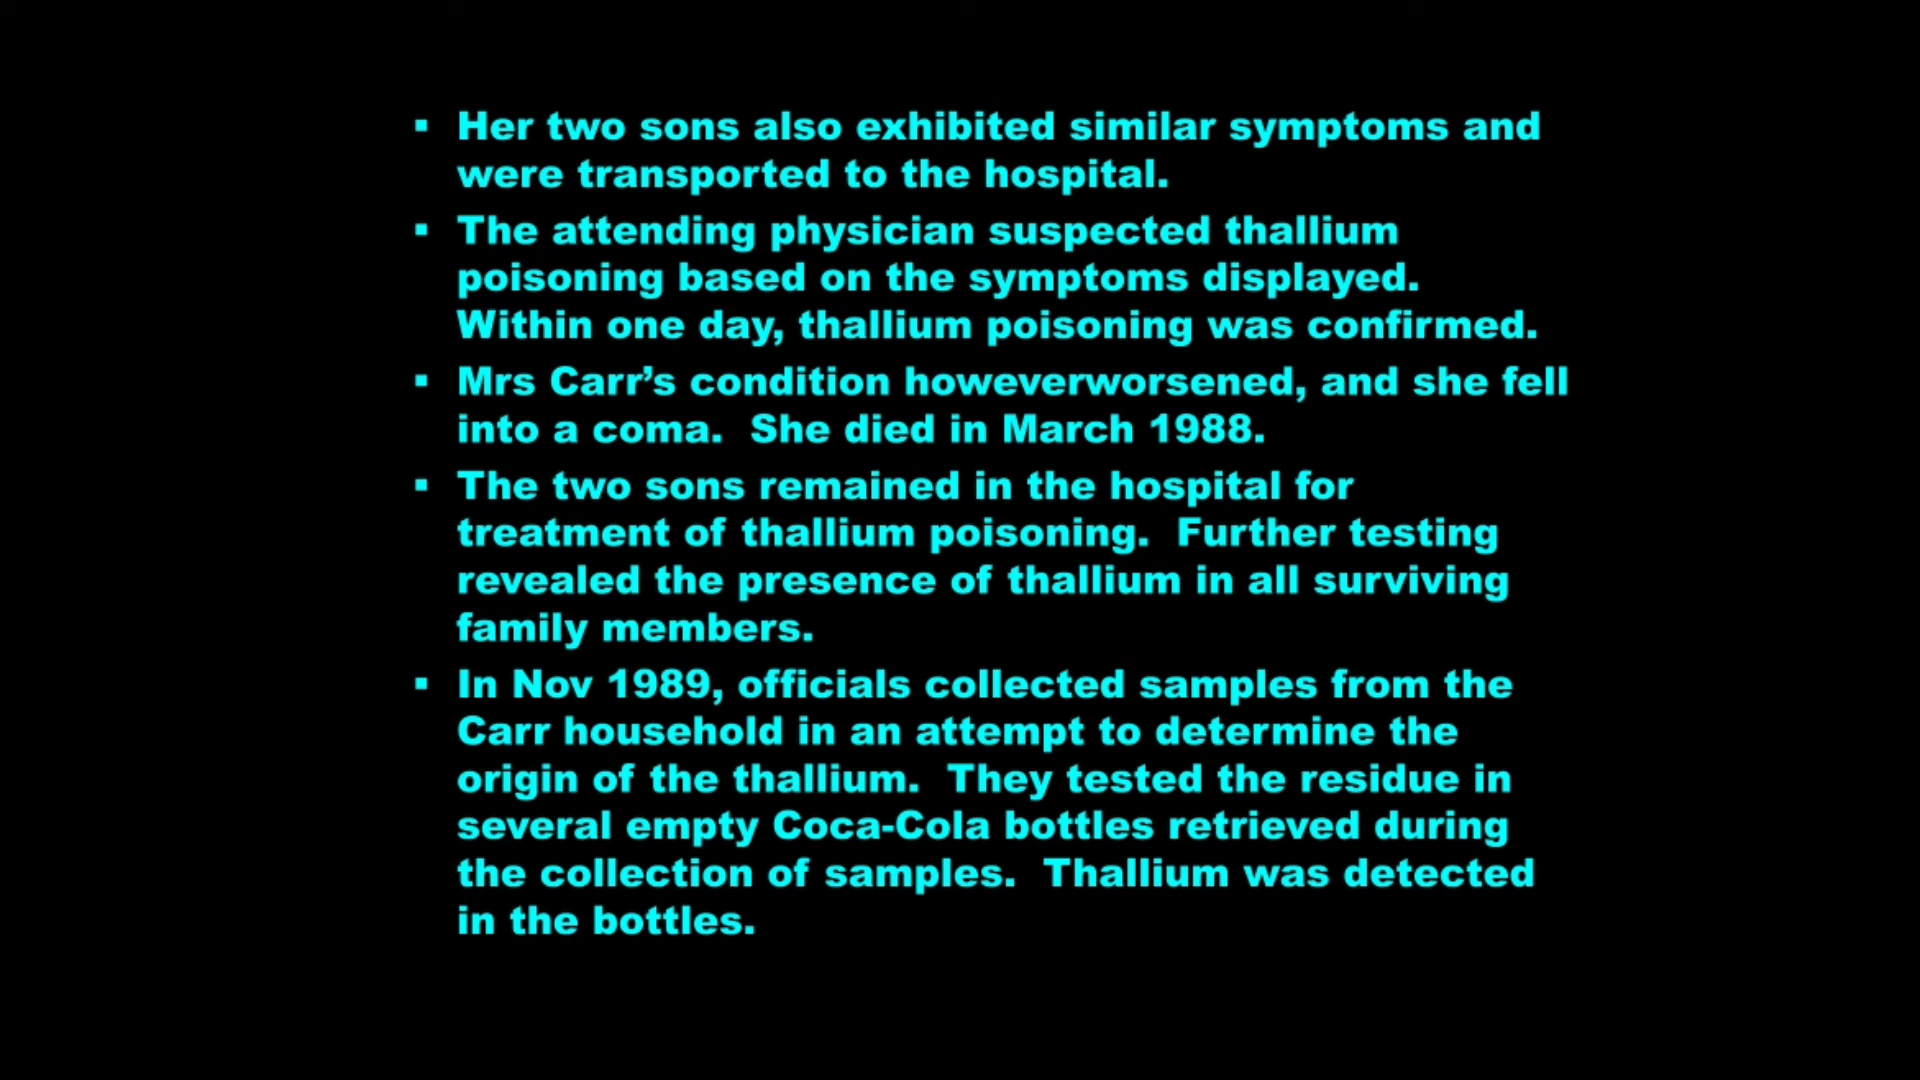 ▪ Her two sons also exhibited similar symptoms and
were transported to the hospital.
▪ The attending physician suspected thallium
poisoning based on the symptoms displayed.
Within one day, thallium poisoning was confirmed.
▪ Mrs Carr’s condition howeverworsened, and she fell
into a coma.  She died in March 1988.
▪ The two sons remained in the hospital for
treatment of thallium poisoning.  Further testing
revealed the presence of thallium in all surviving
family members.
▪ In Nov 1989, officials collected samples from the
Carr household in an attempt to determine the
origin of the thallium.  They tested the residue in
several empty Coca-Cola bottles retrieved during
the collection of samples.  Thallium was detected
in the bottles.